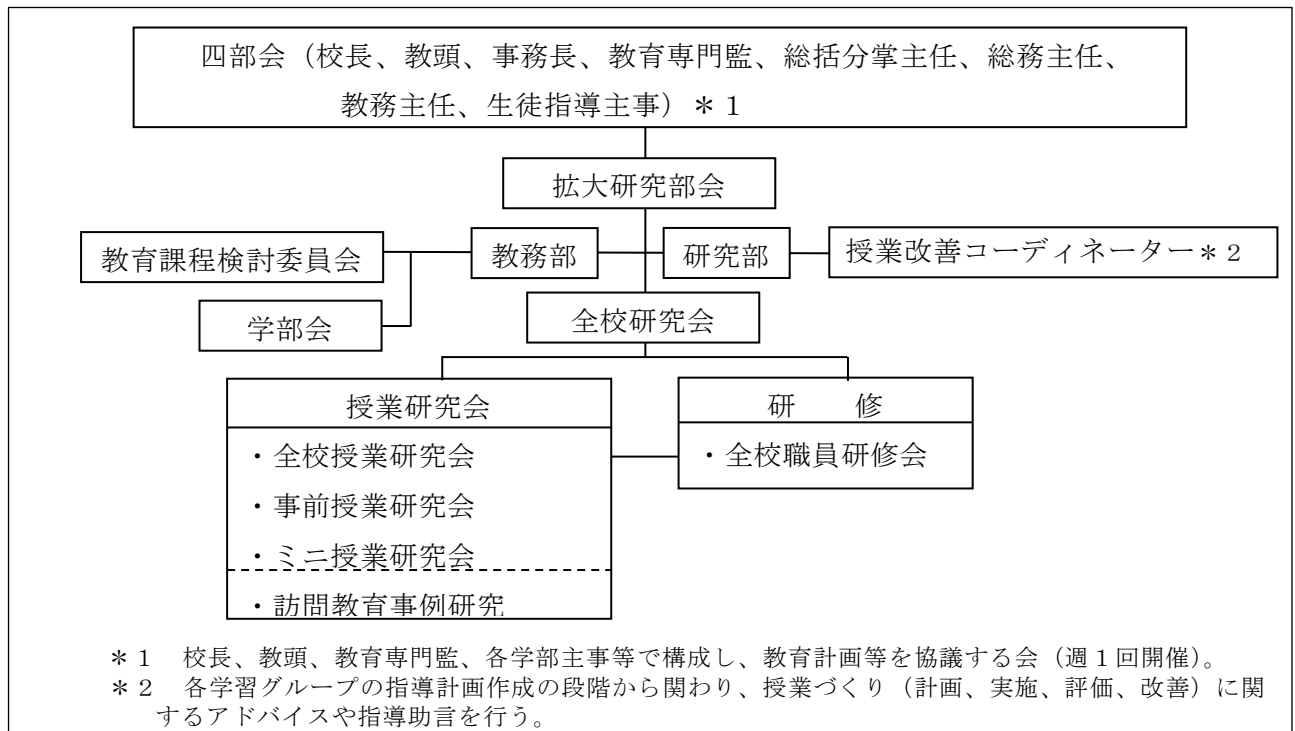 四部会（校長、教頭、事務長、教育専門監、総括分掌主任、総務主任、
教務主任、生徒指導主事）＊１
拡大研究部会
教育課程検討委員会
教務部
研究部
授業改善コーディネーター＊２
学部会
全校研究会
授業研究会
・全校授業研究会
・事前授業研究会
・ミニ授業研究会
・訪問教育事例研究
研　　修
・全校職員研修会
＊１　校長、教頭、教育専門監、各学部主事等で構成し、教育計画等を協議する会（週１回開催）。
＊２　各学習グループの指導計画作成の段階から関わり、授業づくり（計画、実施、評価、改善）に関
するアドバイスや指導助言を行う。